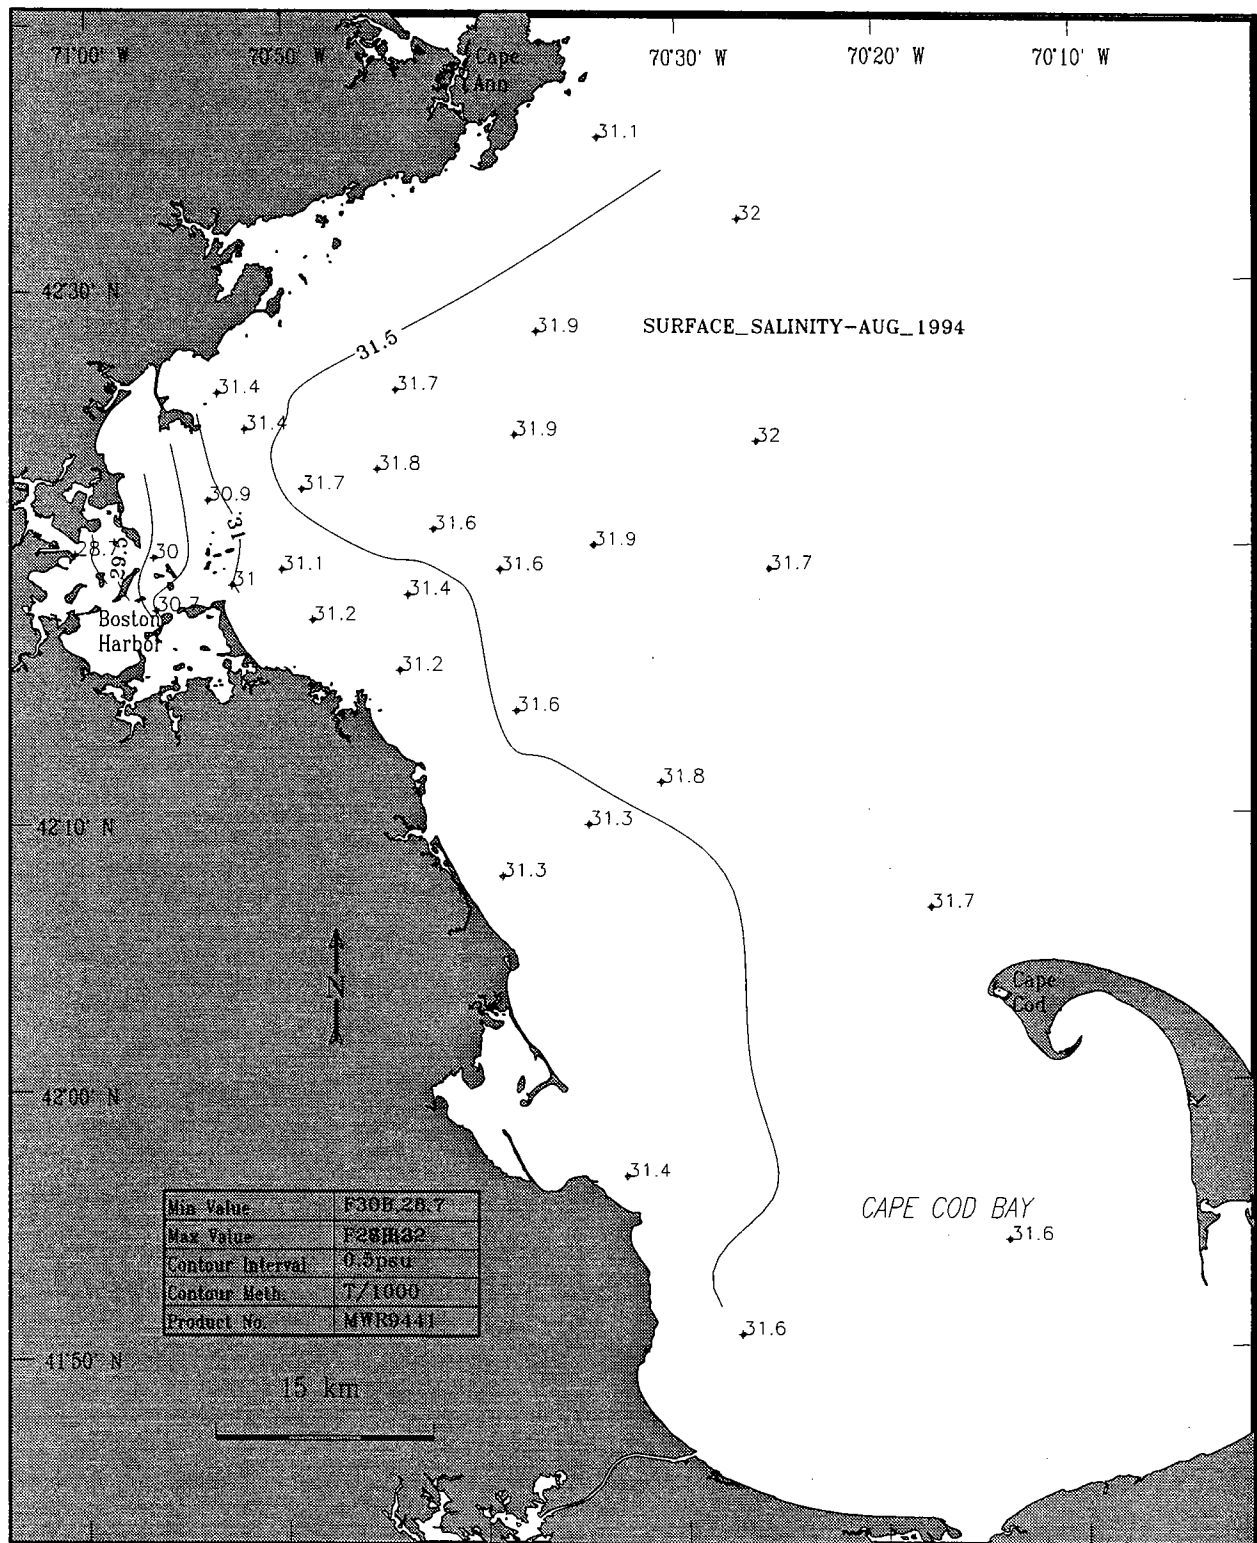 71°00' W 70°50' W 70°30' W 70°20' W 70°10' W
Cape
Ann
31.1
32
42°30' N
31.9 SURFACE_SALINITY-AUG_1994
31.5
31.4 31.7
31.4 31.9 32
31.8
31.7
30.9
31.6
31
28.7 29.5 30 31.9
31.1 31.6 31.7
31 31.4
30.7
Boston 31.2
Harbor
31.2
31.6
31.8
42°10' N 31.3
31.3
31.7
N
Cape
Cod
42°00' N
31.4
Min Value F30B,28.7
Max Value
CAPE COD BAY
31.6
Contour Interval 0.5psu
Contour Meth. T/1000
Product No. MWR9441
31.6
41°50' N
15 km